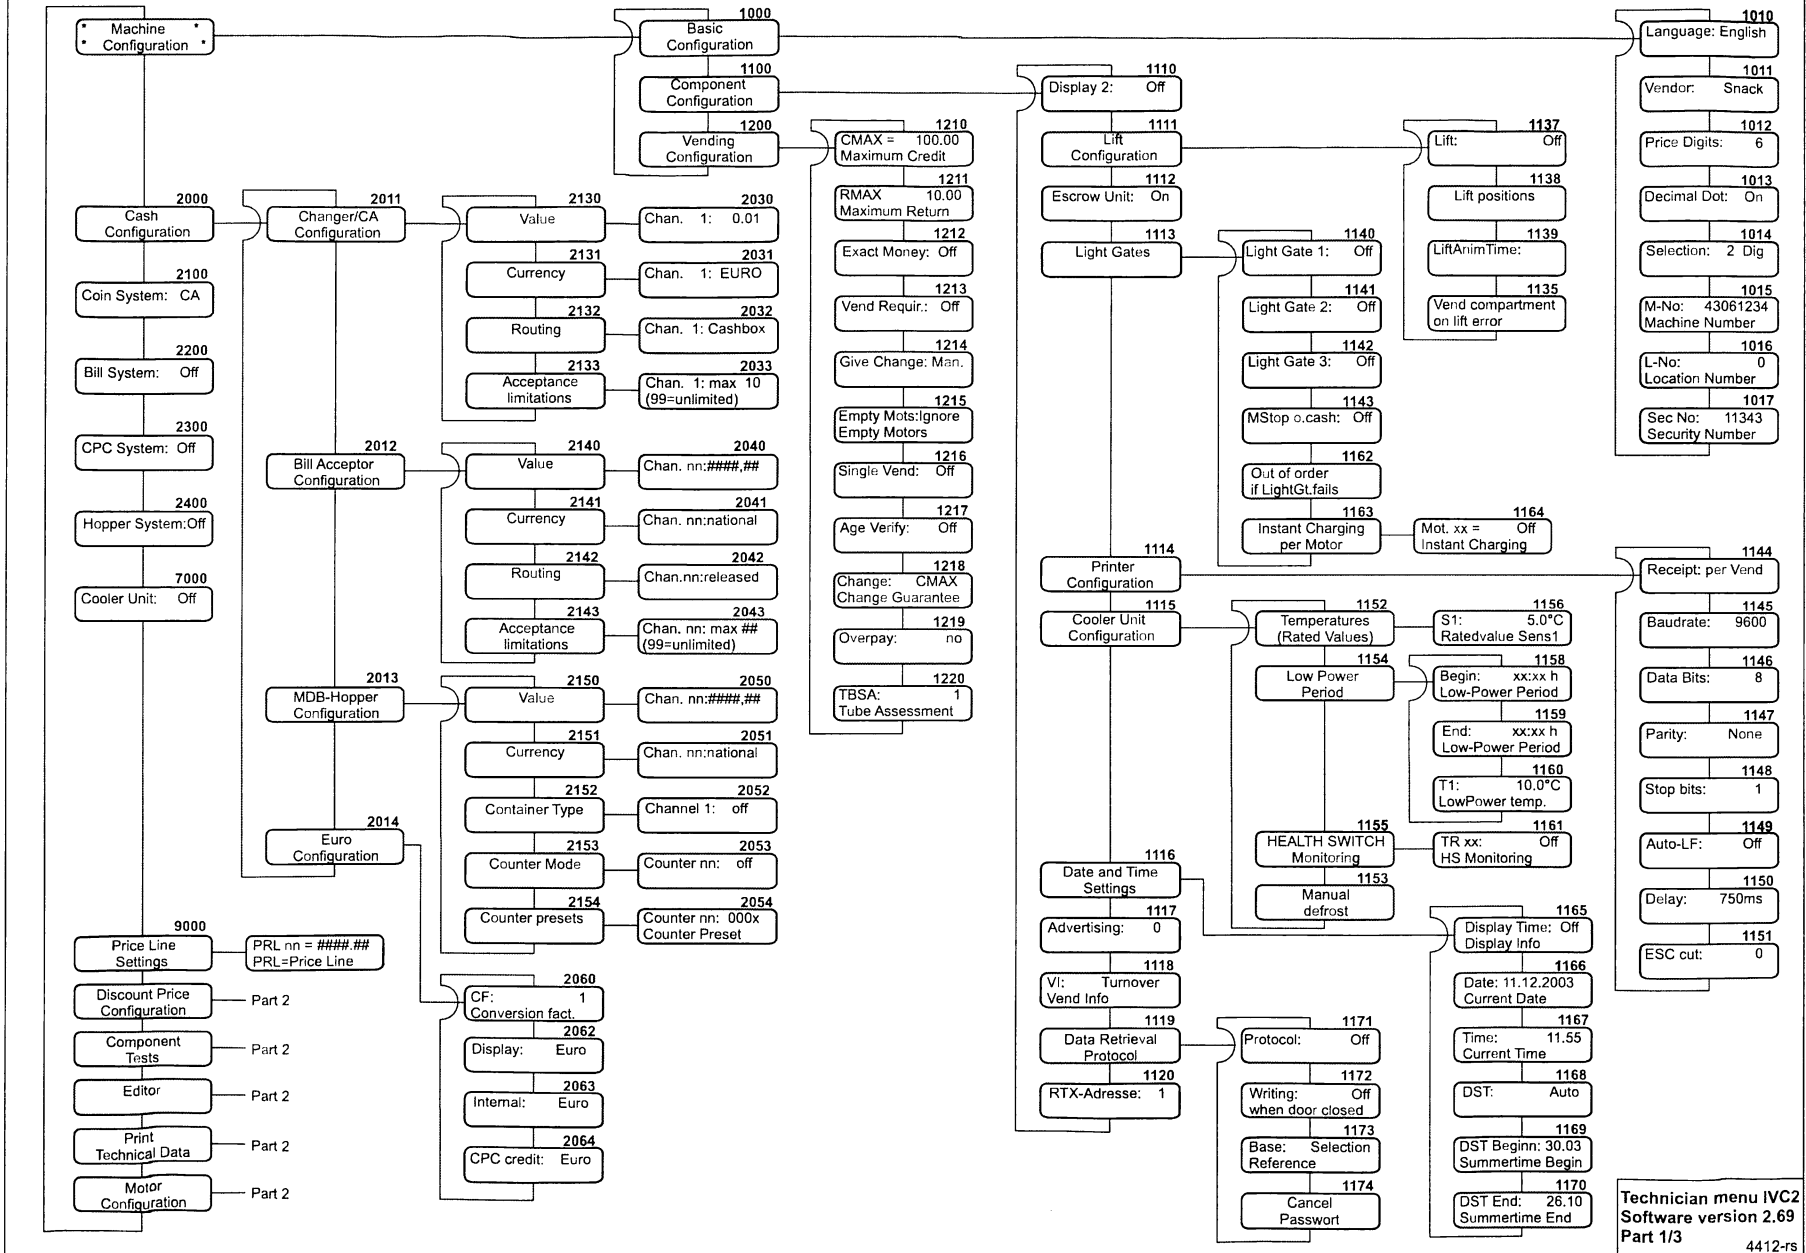 * Machine *
* Configuration *
1000
Basic
Configuration
1100
Component
Configuration
1200
Vending
Configuration
2000
Cash
Configuration
2100
Coin System: CA
2200
Bill System: Off
2300
CPC System: Off
2400
Hopper System:Off
7000
Cooler Unit: Off
9000
Price Line
Settings
PRL nn = ####.##
PRL=Price Line
Discount Price
Configuration
Part 2
Component
Tests
Part 2
Editor
Part 2
Print
Technical Data
Part 2
Motor
Configuration
Part 2
2011
Changer/CA
Configuration
2012
Bill Acceptor
Configuration
2013
MDB-Hopper
Configuration
2014
Euro
Configuration
2130
Value
2030
Chan. 1: 0.01
2131
Currency
2031
Chan. 1: EURO
2132
Routing
2032
Chan. 1: Cashbox
2133
Acceptance
limitations
2033
Chan. 1: max 10
(99=unlimited)
2140
Value
2040
Chan. nn:####,##
2141
Currency
2041
Chan. nn:national
2142
Routing
2042
Chan.nn:released
2143
Acceptance
limitations
2043
Chan. nn: max ##
(99=unlimited)
2150
Value
2050
Chan. nn:####,##
2151
Currency
2051
Chan. nn:national
2152
Container Type
2052
Channel 1: off
2153
Counter Mode
2053
Counter nn: off
2154
Counter presets
2054
Counter nn: 000x
Counter Preset
2060
CF: 1
Conversion fact.
2062
Display: Euro
2063
Internal: Euro
2064
CPC credit: Euro
1210
CMAX = 100.00
Maximum Credit
1211
RMAX 10.00
Maximum Return
1212
Exact Money: Off
1213
Vend Requir.: Off
1214
Give Change: Man.
1215
Empty Mots:Ignore
Empty Motors
1216
Single Vend: Off
1217
Age Verify: Off
1218
Change: CMAX
Change Guarantee
1219
Overpay: no
1220
TBSA: 1
Tube Assessment
1110
Display 2: Off
1111
Lift
Configuration
1112
Escrow Unit: On
1113
Light Gates
1114
Printer
Configuration
1115
Cooler Unit
Configuration
1116
Date and Time
Settings
1117
Advertising: 0
1118
VI: Turnover
Vend Info
1119
Data Retrieval
Protocol
1120
RTX-Adresse: 1
1137
Lift: Off
1138
Lift positions
1139
LiftAnimTime:
1135
Vend compartment
on lift error
1140
Light Gate 1: Off
1141
Light Gate 2: Off
1142
Light Gate 3: Off
1143
MStop o.cash: Off
1162
Out of order
if LightGt.fails
1163
Instant Charging
per Motor
1164
Mot. xx = Off
Instant Charging
1152
Temperatures
(Rated Values)
1156
S1: 5.0°C
Ratedvalue Sens1
1154
Low Power
Period
1158
Begin: xx:xx h
Low-Power Period
1159
End: xx:xx h
Low-Power Period
1160
T1: 10.0°C
LowPower temp.
1155
HEALTH SWITCH
Monitoring
1161
TR xx: Off
HS Monitoring
1153
Manual
defrost
1165
Display Time: Off
Display Info
1166
Date: 11.12.2003
Current Date
1167
Time: 11.55
Current Time
1168
DST: Auto
1169
DST Beginn: 30.03
Summertime Begin
1170
DST End: 26.10
Summertime End
1171
Protocol: Off
1172
Writing: Off
when door closed
1173
Base: Selection
Reference
1174
Cancel
Passwort
1010
Language: English
1011
Vendor: Snack
1012
Price Digits: 6
1013
Decimal Dot: On
1014
Selection: 2 Dig
1015
M-No: 43061234
Machine Number
1016
L-No: 0
Location Number
1017
Sec No: 11343
Security Number
1144
Receipt: per Vend
1145
Baudrate: 9600
1146
Data Bits: 8
1147
Parity: None
1148
Stop bits: 1
1149
Auto-LF: Off
1150
Delay: 750ms
1151
ESC cut: 0
Technician menu IVC2
Software version 2.69
Part 1/3
4412-rs